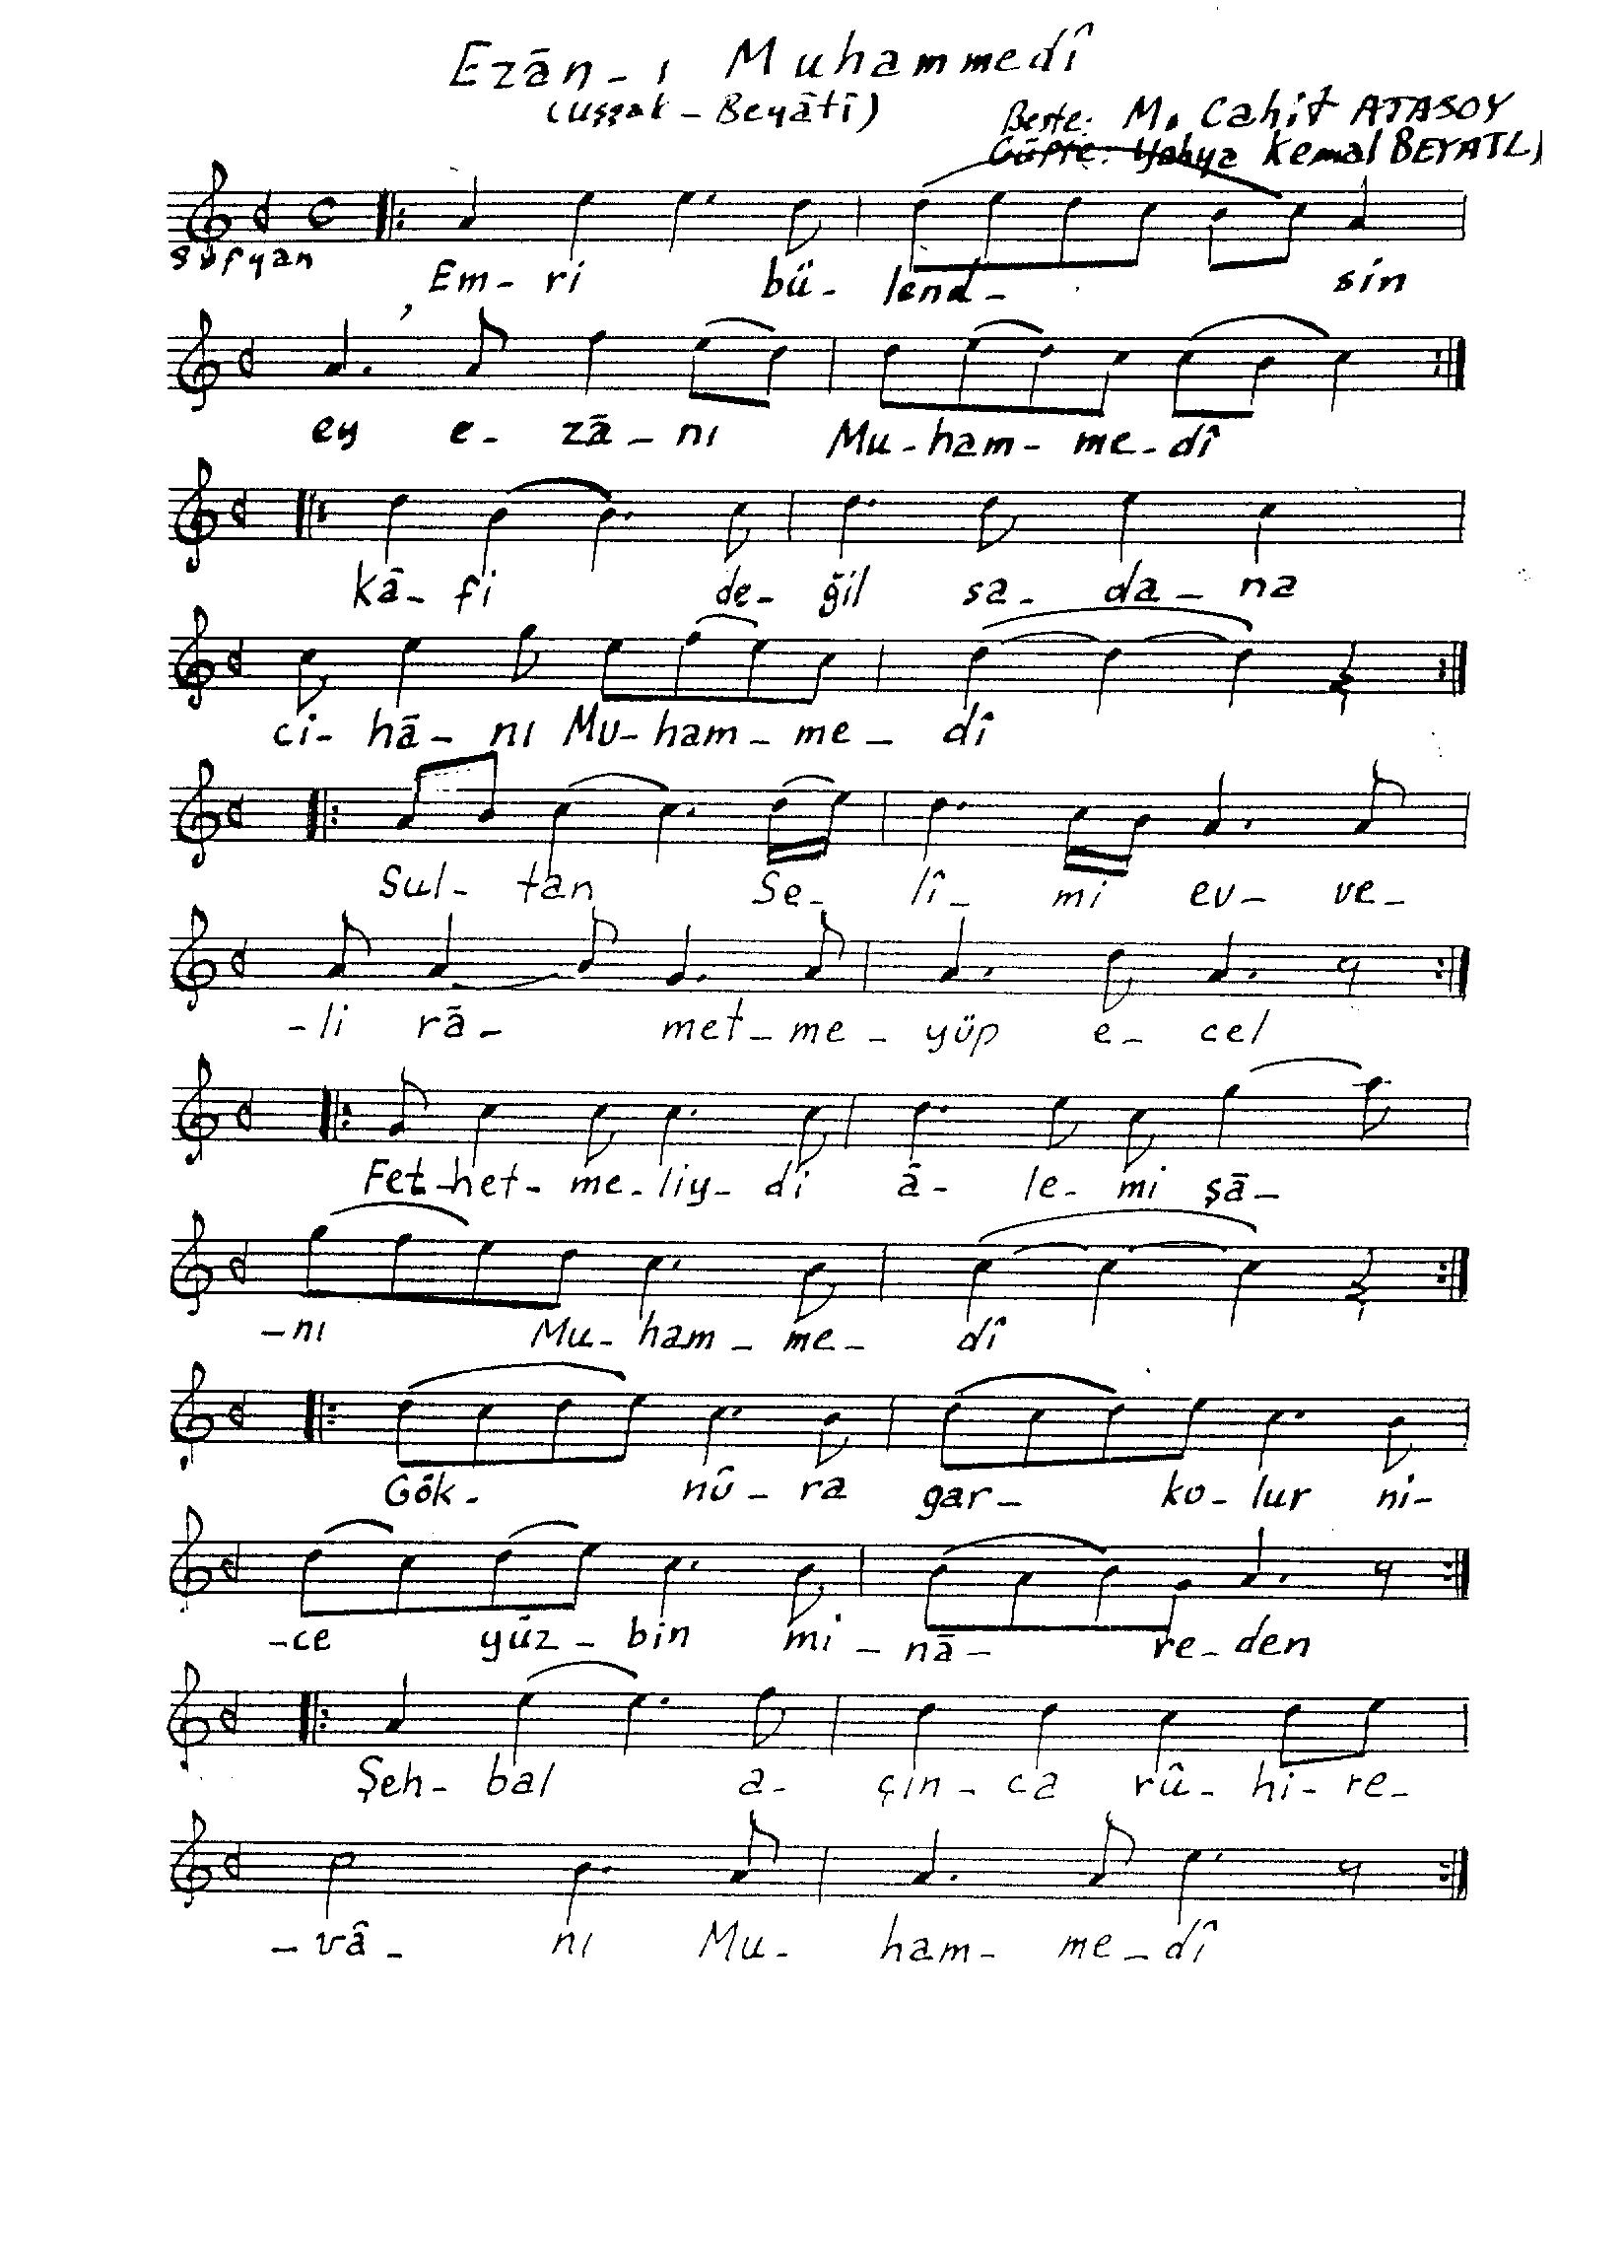 Ezān-ı Muhammedî
(Uşşak-Beyātī)
Beste: M. Cahit ATASOY
Güfte: Yahya Kemal BEYATLI
Sofyan
Em-ri bü-lend- sin
ey e-zā-nı Mu-ham-me-dî
kâ-fi de-ğil sa-da-na
ci-hā-nı Mu-ham-me-dî
Sul-tan Se-lî-mi ev-ve-
-li rā-met-me-yüp e-cel
Fet-het-me-liy-di ā-le-mi şā-
-nı Mu-ham-me-dî
Gök- nû-ra gar-ko-lur ni-
-ce yüz-bin mi-nā-re-den
Şeh-bal a-çın-ca rû-hi-re-
-vâ-nı Mu-ham-me-dî